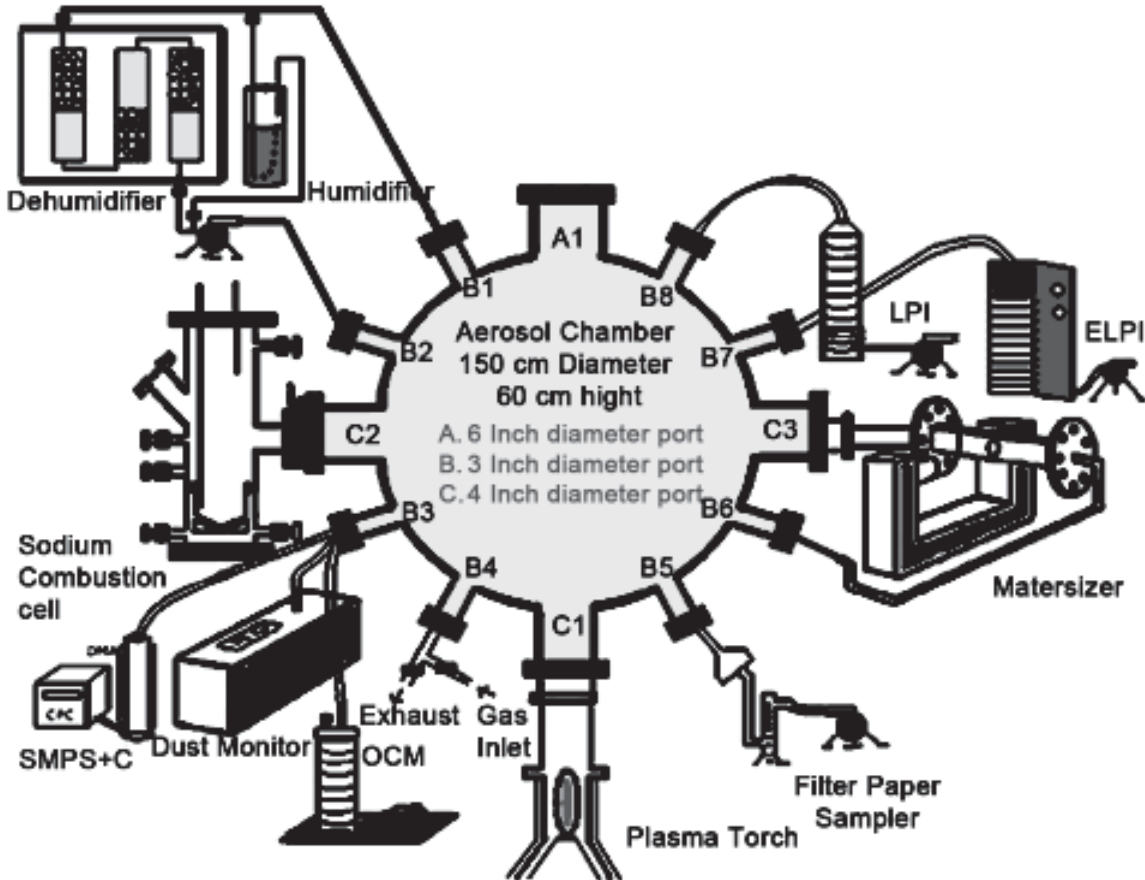 Dehumidifier
Humidifier
A1
B1
B8
B2
B7
Aerosol Chamber
150 cm Diameter
60 cm hight
LPI
ELPI
C2
C3
A. 6 Inch diameter port
B. 3 Inch diameter port
C. 4 Inch diameter port
B3
B6
B4
B5
C1
Sodium
Combustion
cell
Matersizer
DMA
CPC
SMPS+C
Dust Monitor
OCM
Exhaust
Gas
Inlet
Filter Paper
Sampler
Plasma Torch